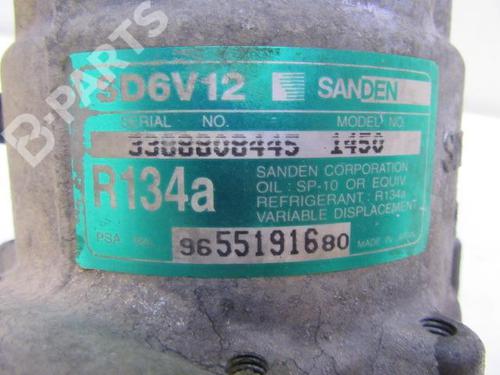 B-PARTS
SD6V12 SANDEN
SERIAL NO. MODEL NO.
3388808445 1450
R134a
SANDEN CORPORATION
OIL : SP-10 OR EQUIV.
REFRIGERANT : R134a
VARIABLE DISPLACEMENT
PSA 9655191680 MADE IN JAPAN